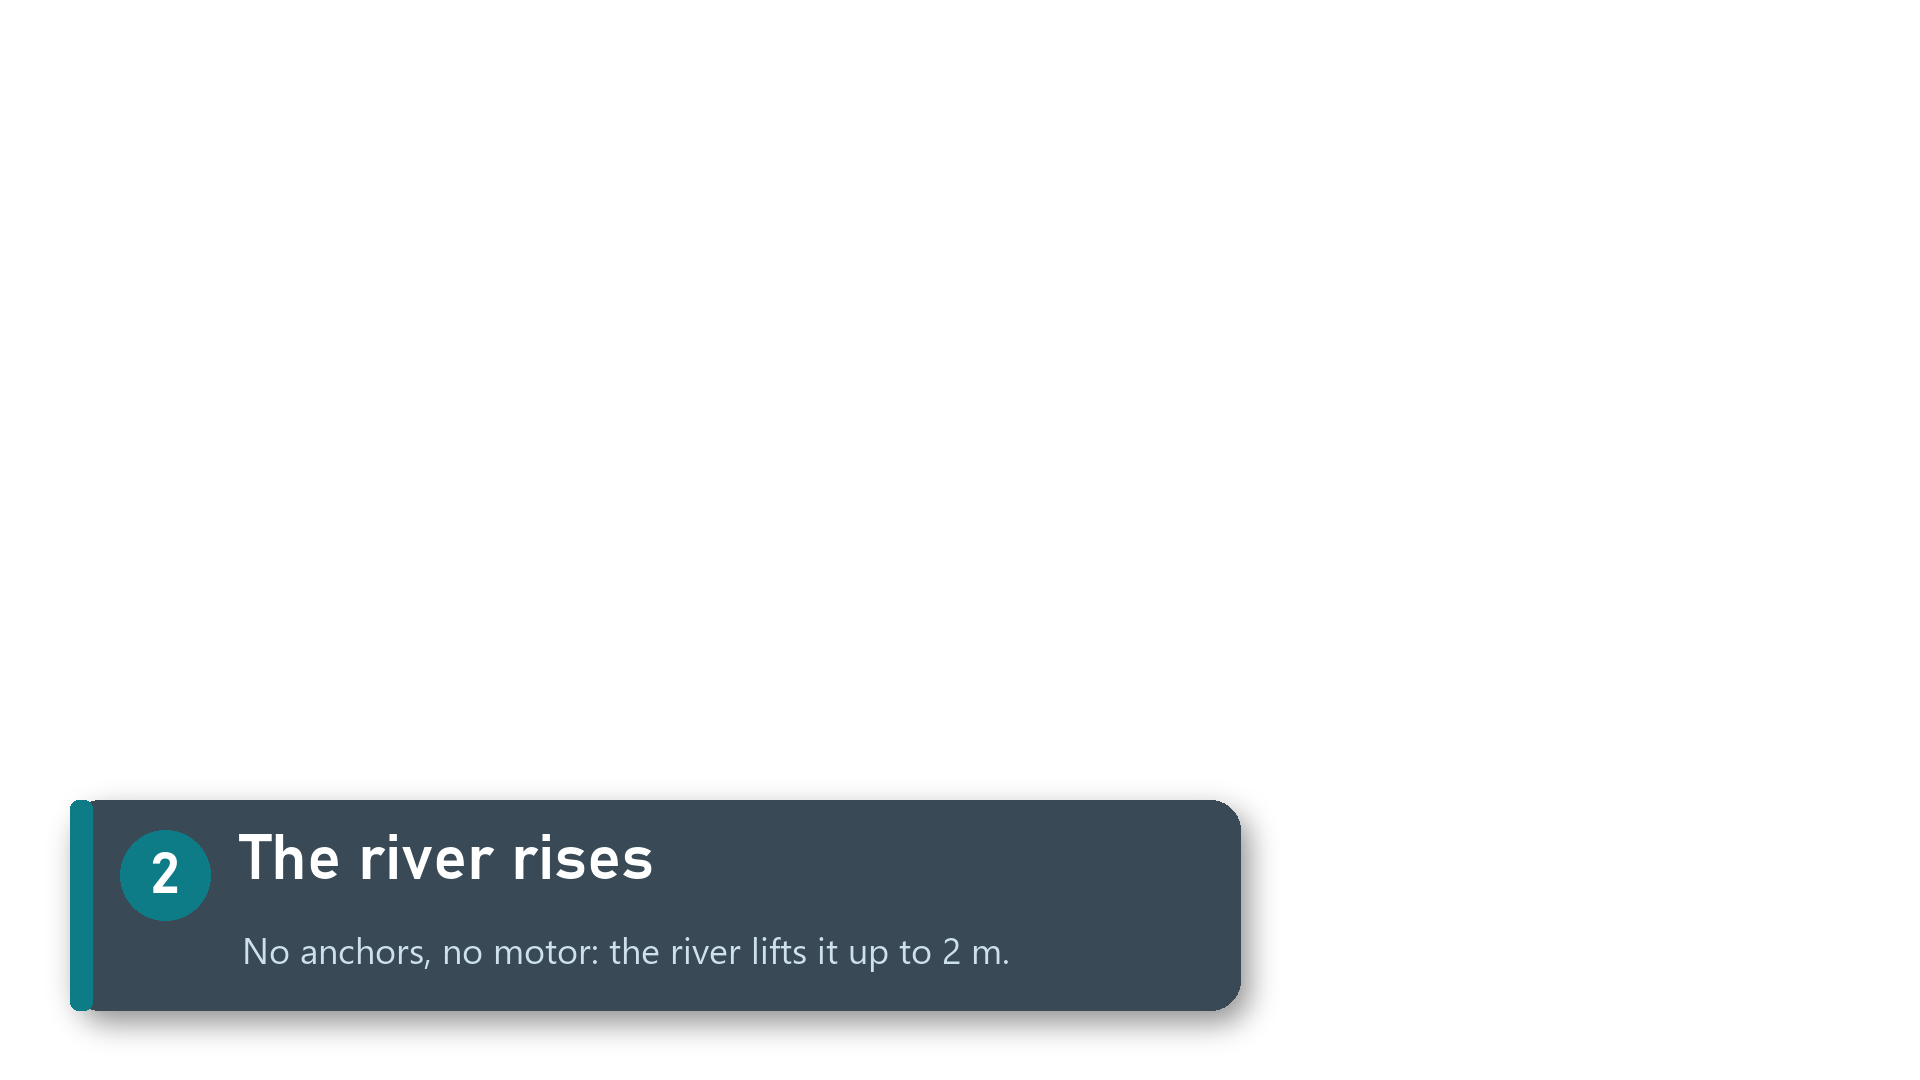 2
The river rises
No anchors, no motor: the river lifts it up to 2 m.